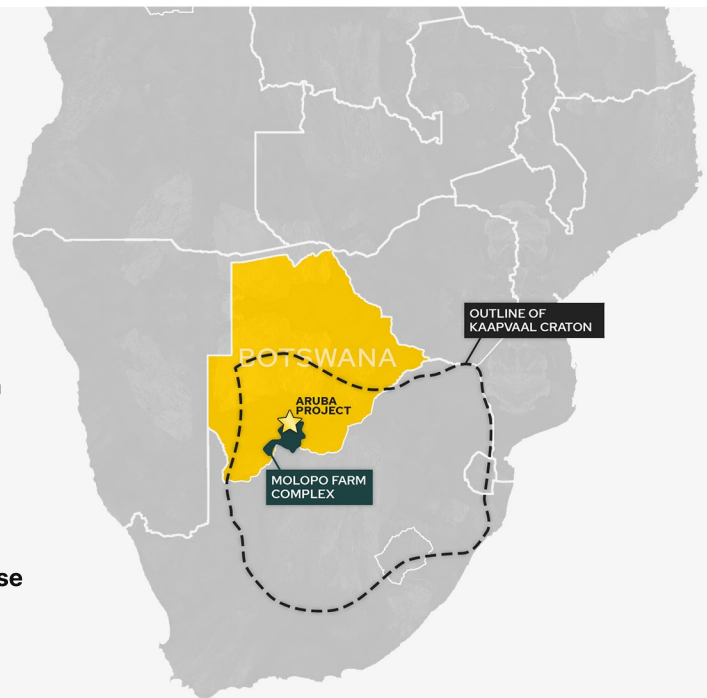 OUTLINE OF
KAAPVAAL CRATON
BOTSWANA
ARUBA
PROJECT
MOLOPO FARM
COMPLEX
se